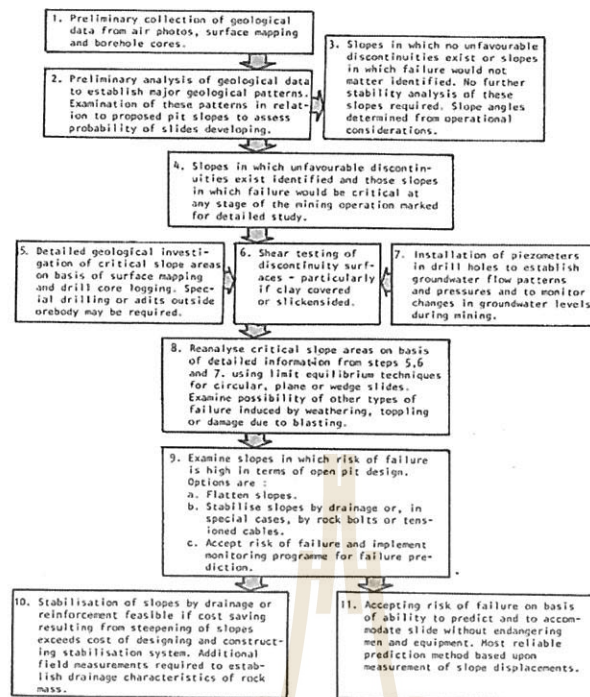 1. Preliminary collection of geological
data from air photos, surface mapping
and borehole cores.
2. Preliminary analysis of geological data
to establish major geological patterns.
Examination of these patterns in rela-
tion to proposed pit slopes to assess
probability of slides developing.
3. Slopes in which no unfavourable
discontinuities exist or slopes
in which failure would not
matter identified. No further
stability analysis of these
slopes required. Slope angles
determined from operational
considerations.
4. Slopes in which unfavourable discontin-
uities exist identified and those slopes
in which failure would be critical at
any stage of the mining operation marked
for detailed study.
5. Detailed geological investi-
gation of critical slope areas
on basis of surface mapping
and drill core logging. Spec-
ial drilling or adits outside
orebody may be required.
6. Shear testing of
discontinuity surf-
aces - particularly
if clay covered
or slickensided.
7. Installation of piezometers
in drill holes to establish
groundwater flow patterns
and pressures and to monitor
changes in groundwater levels
during mining.
8. Reanalyse critical slope areas on basis
of detailed information from steps 5,6
and 7. using limit equilibrium techniques
for circular, plane or wedge slides.
Examine possibility of other types of
failure induced by weathering, toppling
or damage due to blasting.
9. Examine slopes in which risk of failure
is high in terms of open pit design.
Options are :
a. Flatten slopes.
b. Stabilise slopes by drainage or, in
special cases, by rock bolts or ten-
sioned cables.
c. Accept risk of failure and implement
monitoring programme for failure pre-
diction.
10. Stabilisation of slopes by drainage or
reinforcement feasible if cost saving
resulting from steepening of slopes
exceeds cost of designing and construct-
ing stabilisation system. Additional
field measurements required to estab-
lish drainage characteristics of rock
mass.
11. Accepting risk of failure on basis
of ability to predict and to accom-
modate slide without endangering
men and equipment. Most reliable
prediction method based upon
measurement of slope displacements.